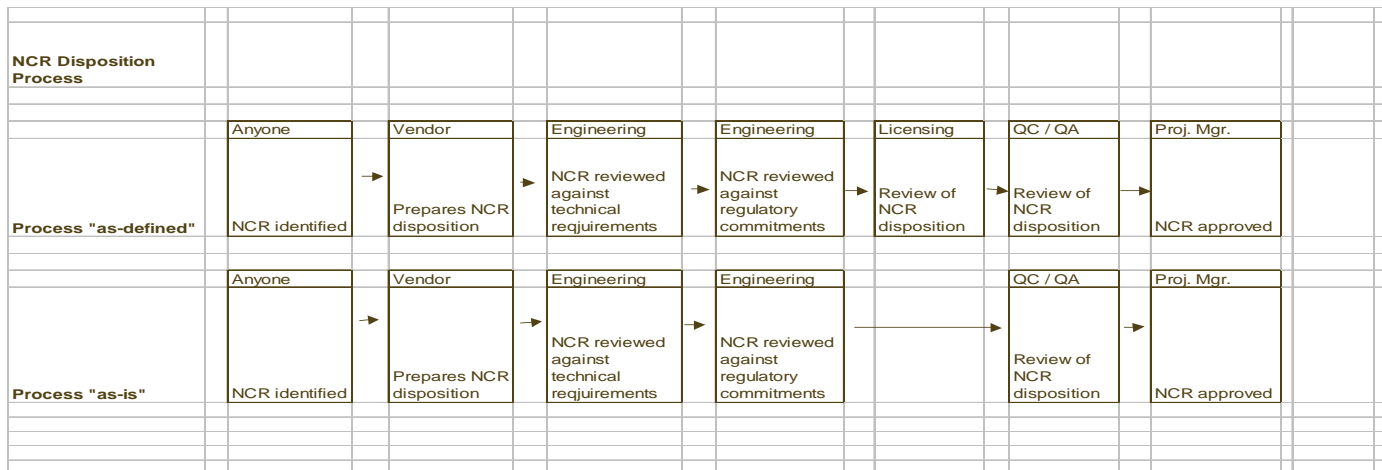 NCR Disposition
Process
Anyone
Vendor
Engineering
Engineering
Licensing
QC / QA
Proj. Mgr.
Process "as-defined"
NCR identified
Prepares NCR
disposition
NCR reviewed
against
technical
reqjuirements
NCR reviewed
against
regulatory
commitments
Review of
NCR
disposition
Review of
NCR
disposition
NCR approved
Anyone
Vendor
Engineering
Engineering
QC / QA
Proj. Mgr.
Process "as-is"
NCR identified
Prepares NCR
disposition
NCR reviewed
against
technical
reqjuirements
NCR reviewed
against
regulatory
commitments
Review of
NCR
disposition
NCR approved